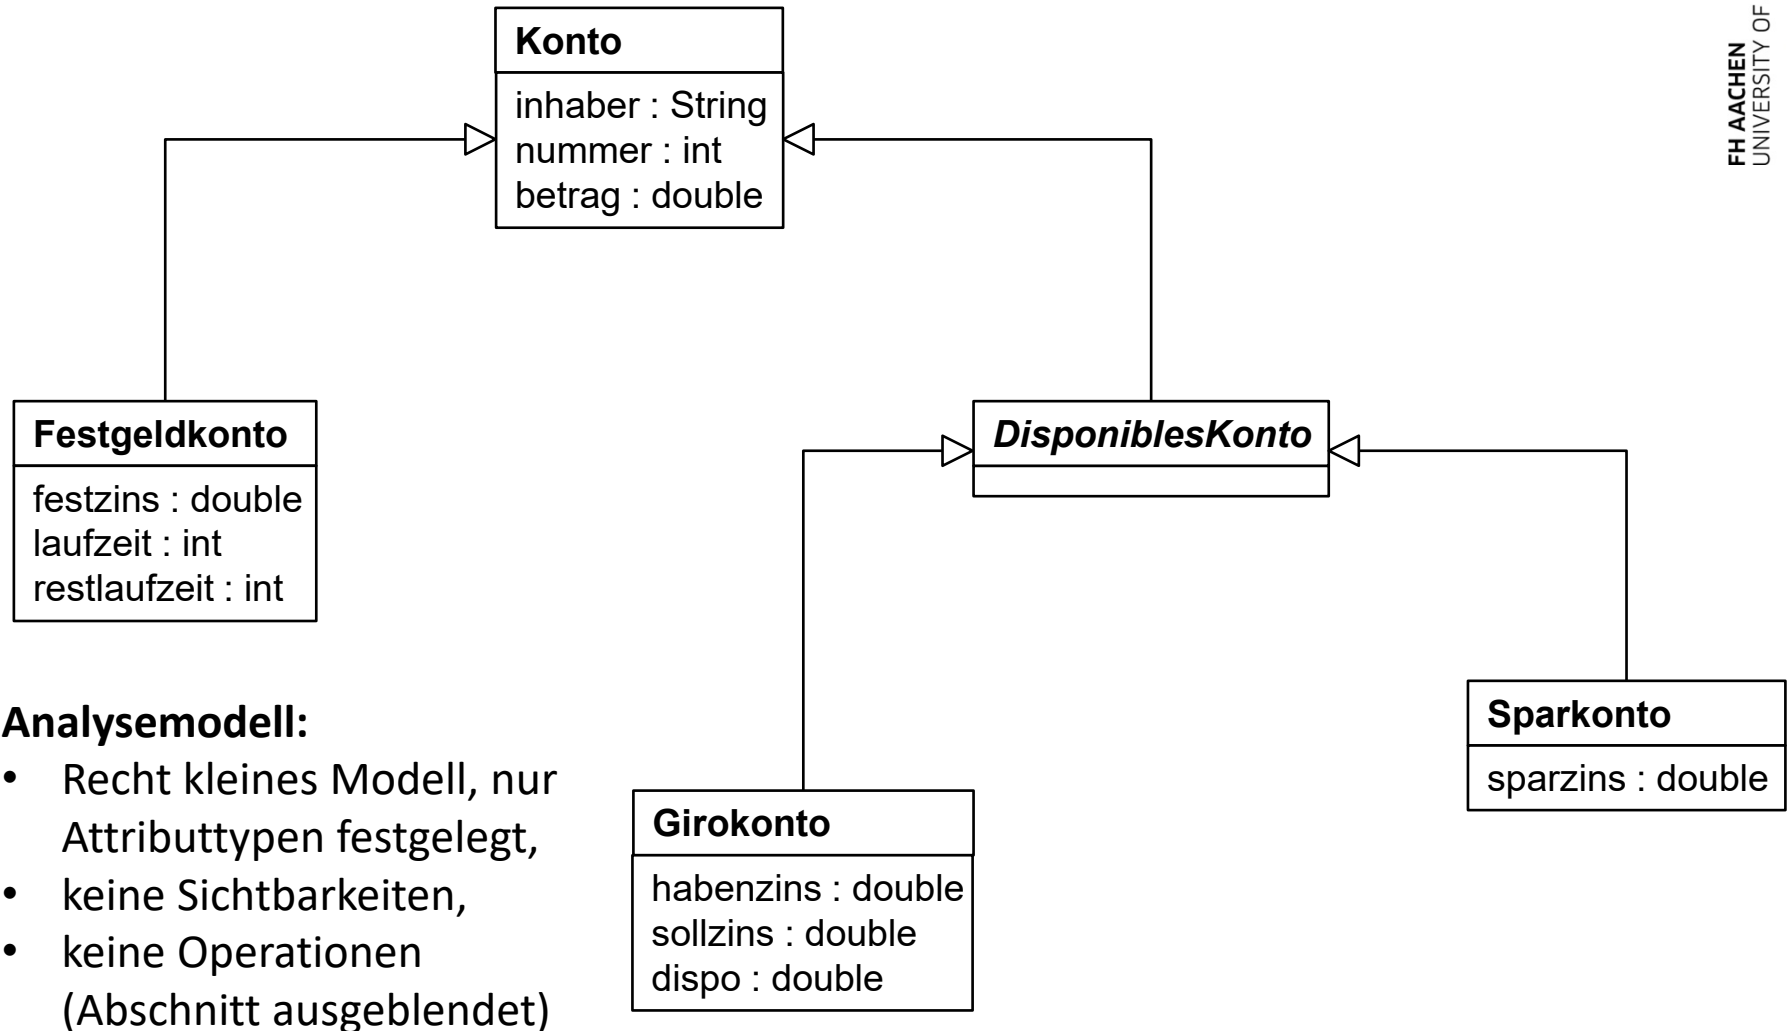 Konto
inhaber : String
nummer : int
betrag : double
FH AACHEN
UNIVERSITY OF
Festgeldkonto
festzins : double
laufzeit : int
restlaufzeit : int
DisponiblesKonto
Sparkonto
sparzins : double
Girokonto
habenzins : double
sollzins : double
dispo : double
Analysemodell:
• Recht kleines Modell, nur
Attributtypen festgelegt,
• keine Sichtbarkeiten,
• keine Operationen
(Abschnitt ausgeblendet)